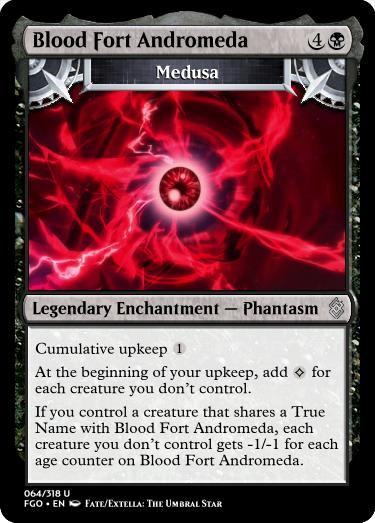 Blood Fort Andromeda 4
Medusa
Legendary Enchantment — Phantasm
Cumulative upkeep 1
At the beginning of your upkeep, add for
each creature you don't control.
If you control a creature that shares a True
Name with Blood Fort Andromeda, each
creature you don't control gets -1/-1 for each
age counter on Blood Fort Andromeda.
064/318 U
FGO • EN Fate/Extella: The Umbral Star